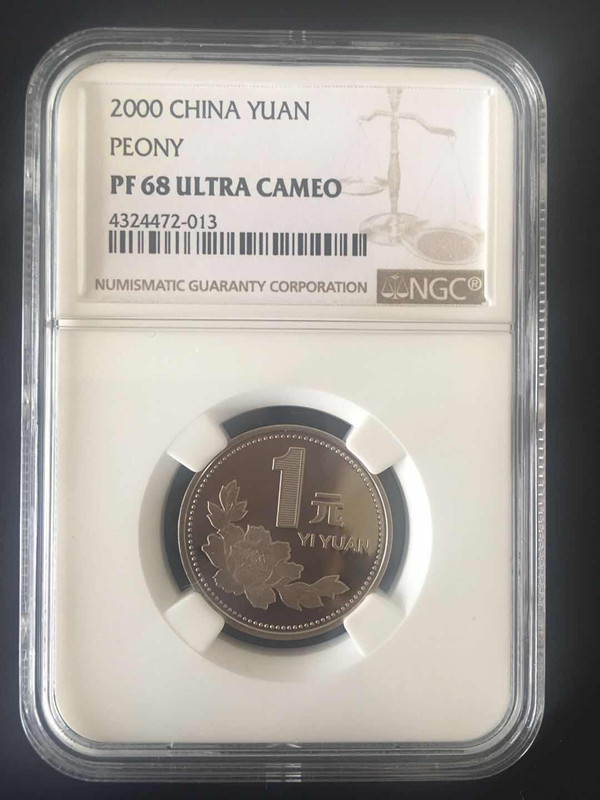 2000 CHINA YUAN
PEONY
PF 68 ULTRA CAMEO
4324472-013
NUMISMATIC GUARANTY CORPORATION NGC®
1元
YI YUAN